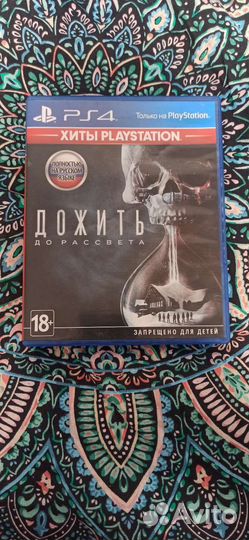 PS4
Только на PlayStation
ХИТЫ PLAYSTATION
ПОЛНОСТЬЮ
НА РУССКОМ
ЯЗЫКЕ
ДОЖИТЬ
ДО РАССВЕТА
18+
ЗАПРЕЩЕНО ДЛЯ ДЕТЕЙ
Avito